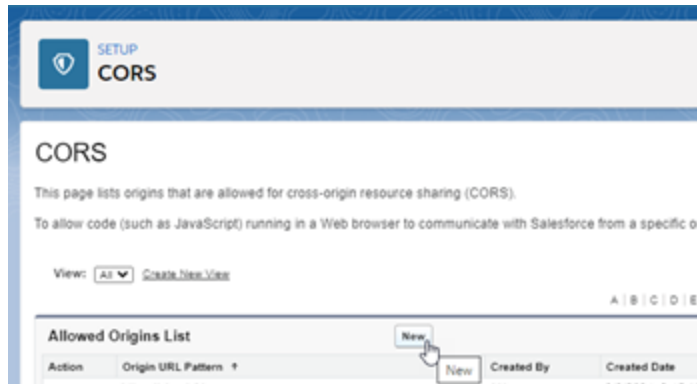 SETUP
CORS
CORS
This page lists origins that are allowed for cross-origin resource sharing (CORS).
To allow code (such as JavaScript) running in a Web browser to communicate with Salesforce from a specific o
View: All Create New View
A | B | C | D | E
Allowed Origins List New
New
Action Origin URL Pattern ↑ Created By Created Date